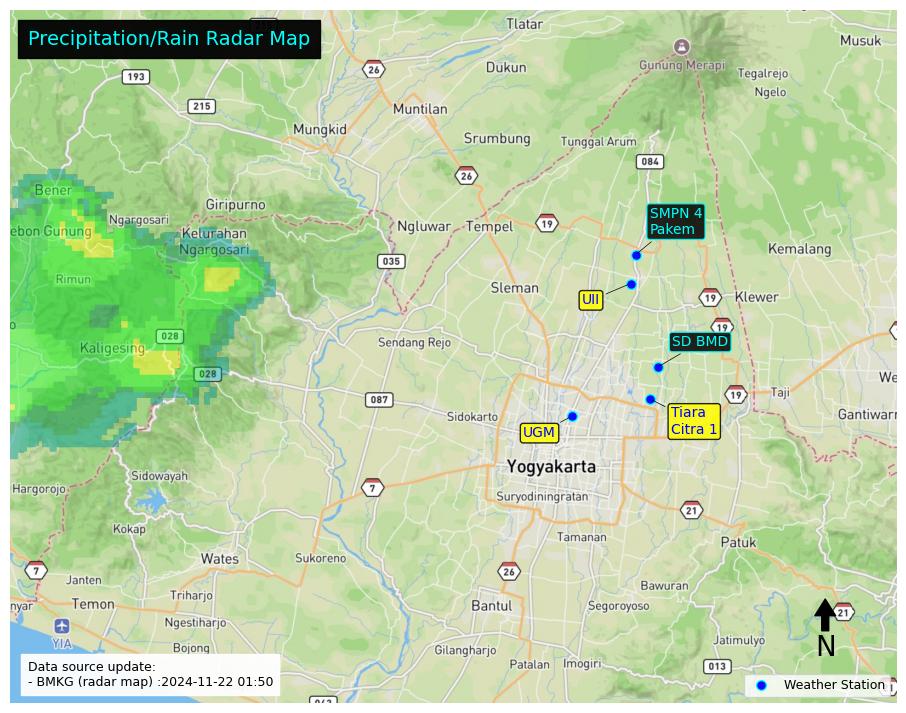 Precipitation/Rain Radar Map
Tlatar
Musuk
193
26
Dukun
Gunung Merapi
Tegalrejo
Ngelo
215
Muntilan
Mungkid
Srumbung
Tunggal Arum
084
26
Bener
Giripurno
Ngargosari
SMPN 4
Pakem
Ngluwar
Tempel
19
ebon Gunung
Kelurahan
Ngargosari
Kemalang
035
Rimun
Sleman
UII
19
Klewer
19
028
Kaligesing
Sendang Rejo
SD BMD
028
We
087
19
Taji
Sidokarto
Tiara
Citra 1
Gantiwarn
UGM
Yogyakarta
Sidowayah
Hargorojo
7
Suryodiningratan
21
Kokap
Tamanan
Patuk
Wates
Sukoreno
7
26
Janten
Bawuran
nyar
Temon
Triharjo
Bantul
Segoroyoso
21
Ngestiharjo
YIA
N
Jatimulyo
Bojong
Gilangharjo
Patalan
Imogiri
013
Data source update:
- BMKG (radar map) :2024-11-22 01:50
Weather Station